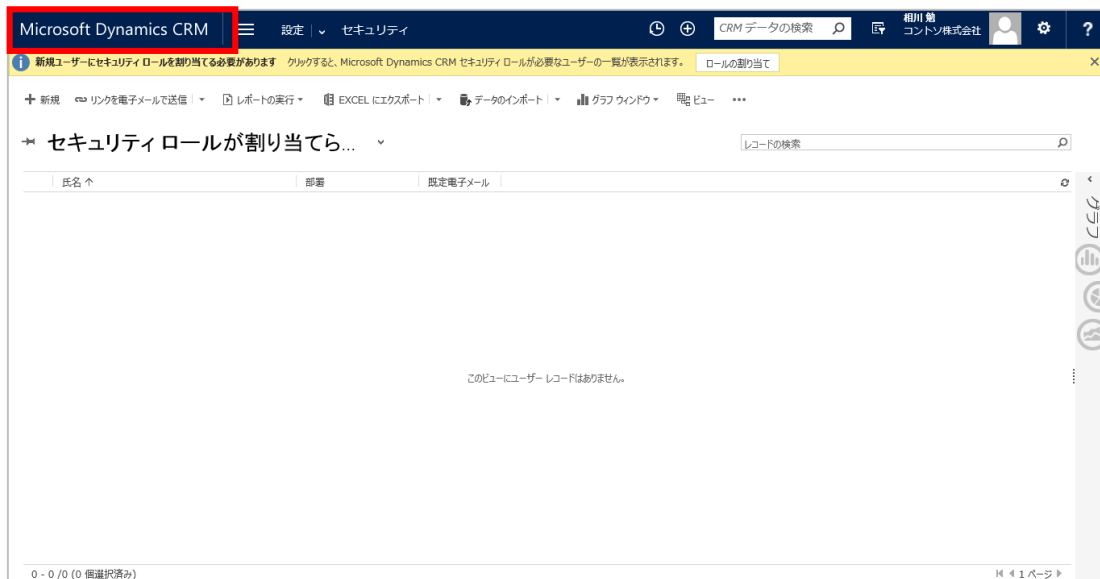 Microsoft Dynamics CRM 設定 セキュリティ CRM データの検索 相川 勉
コントソ株式会社 ?
新規ユーザーにセキュリティ ロールを割り当てる必要があります クリックすると、Microsoft Dynamics CRM セキュリティ ロールが必要なユーザーの一覧が表示されます。 ロールの割り当て
新規 リンクを電子メールで送信 レポートの実行 EXCEL にエクスポート データのインポート グラフ ウィンドウ ビュー •••
セキュリティ ロールが割り当てら... レコードの検索
氏名 部署 既定電子メール
グラフ
このビューにユーザー レコードはありません。
0 - 0 /0 (0 個選択済み) 1 ページ